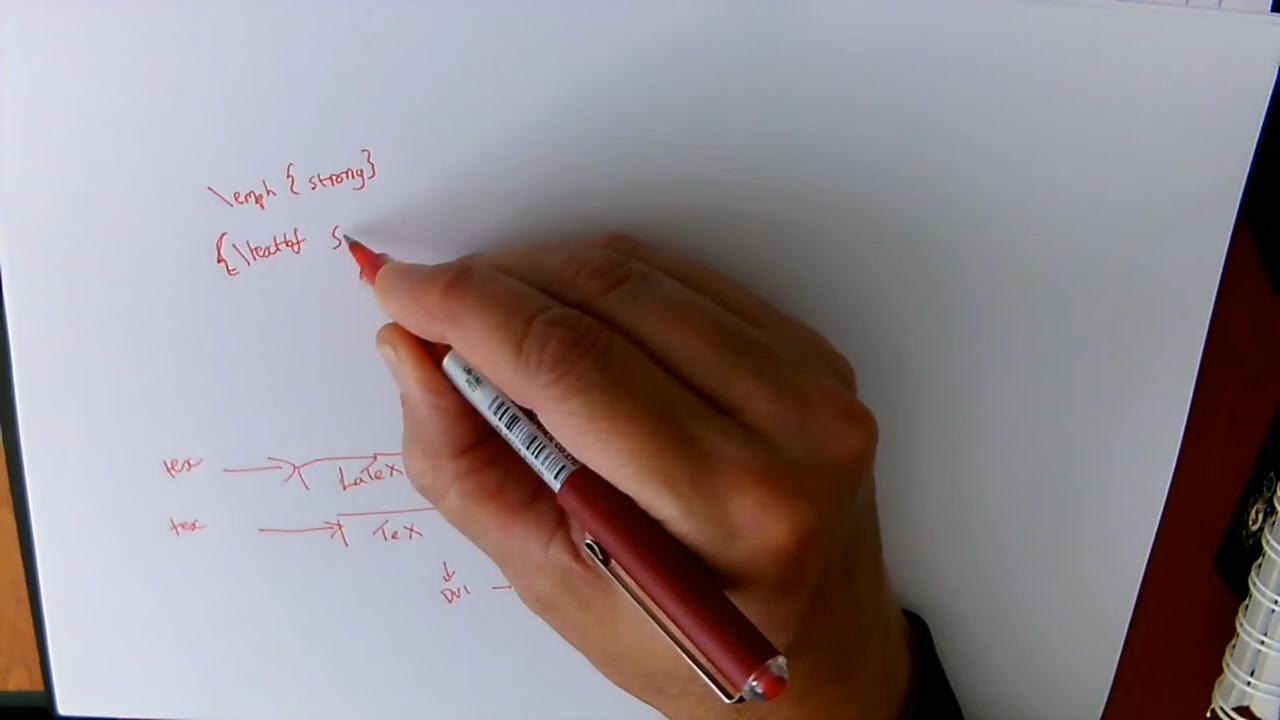 \emph { strong}
{\textbf S
tex LaTeX
tex TeX
DVI